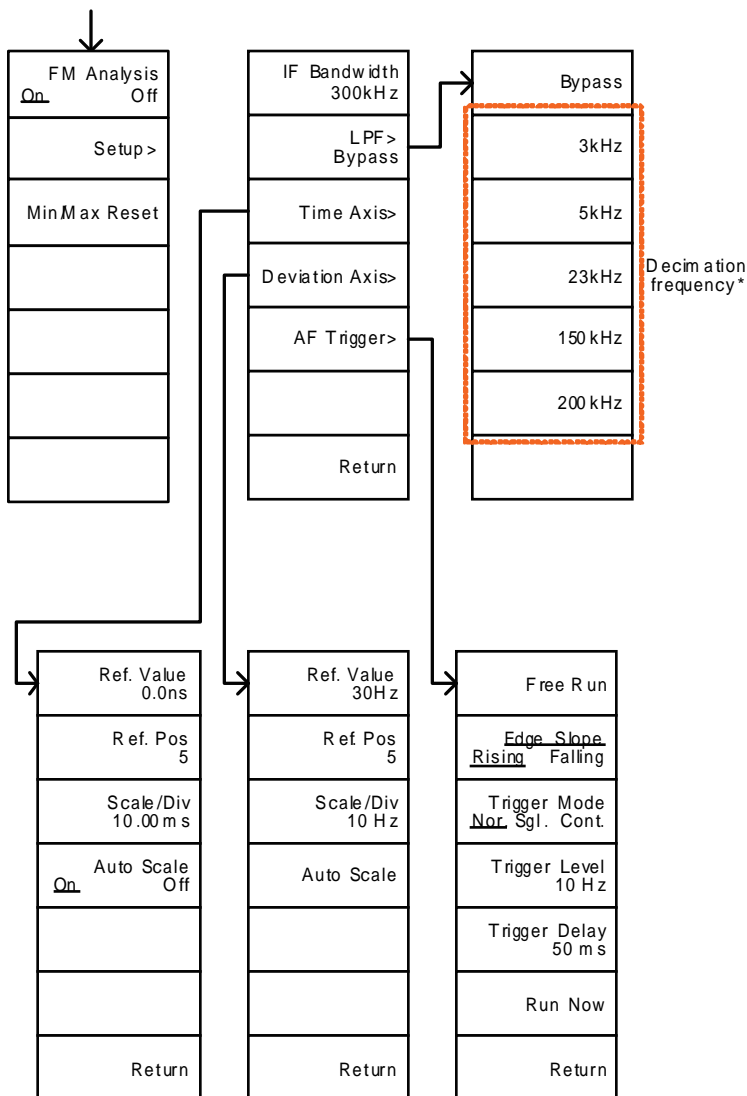 FM Analysis
On Off
Setup>
Min/Max Reset
IF Bandwidth
300kHz
LPF>
Bypass
Time Axis>
Deviation Axis>
AF Trigger>
Return
Bypass
3kHz
5kHz
23kHz
150kHz
200kHz
Decimation
frequency*
Ref. Value
0.0ns
Ref. Pos
5
Scale/Div
10.00ms
Auto Scale
On Off
Return
Ref. Value
30Hz
Ref. Pos
5
Scale/Div
10 Hz
Auto Scale
Return
Free Run
Edge Slope
Rising Falling
Trigger Mode
Nor. Sgl. Cont.
Trigger Level
10 Hz
Trigger Delay
50 ms
Run Now
Return